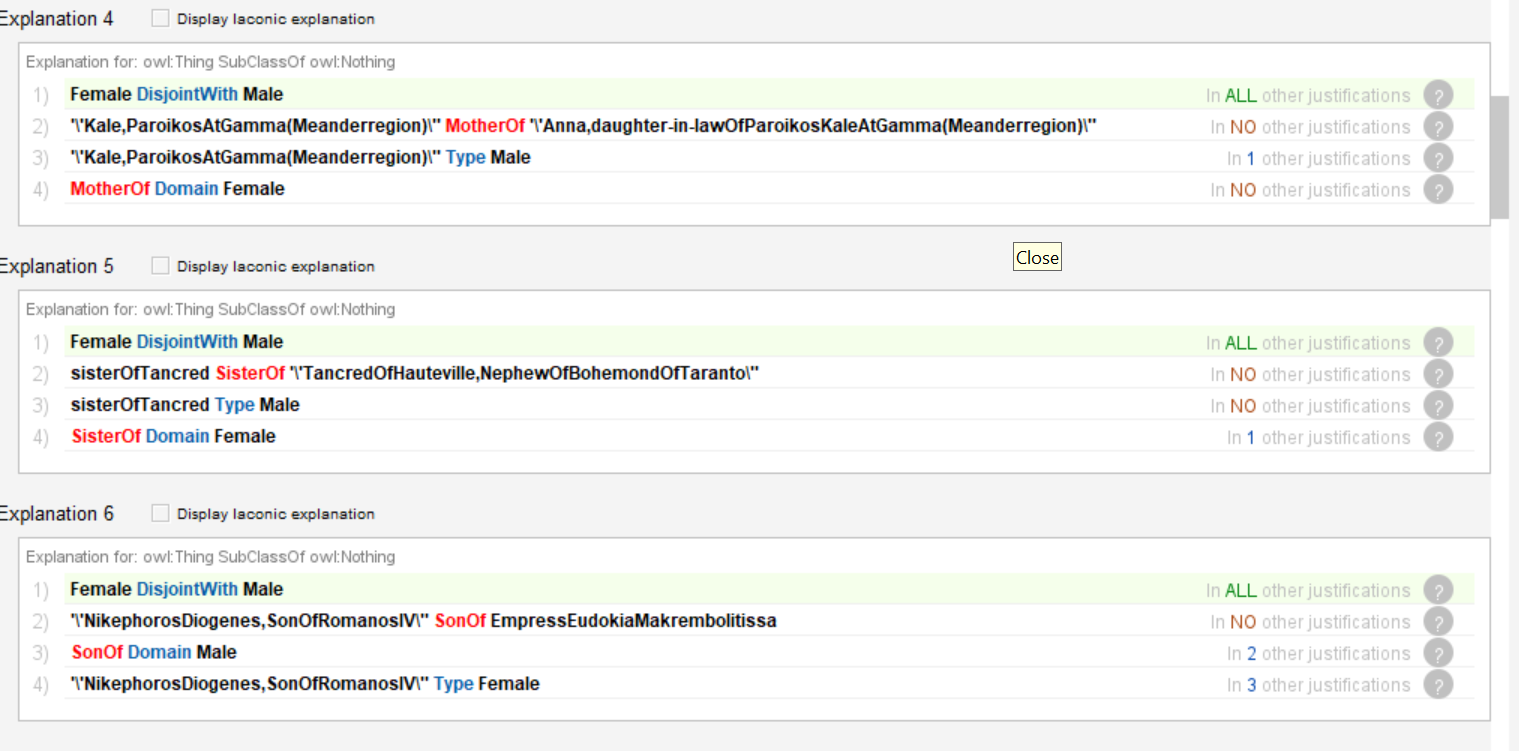 Explanation 4 Display laconic explanation
Explanation for: owl:Thing SubClassOf owl:Nothing
1) Female DisjointWith Male In ALL other justifications ?
2) '\'Kale,ParoikosAtGamma(Meanderregion)\'' MotherOf '\'Anna,daughter-in-lawOfParoikosKaleAtGamma(Meanderregion)\'' In NO other justifications ?
3) '\'Kale,ParoikosAtGamma(Meanderregion)\'' Type Male In 1 other justifications ?
4) MotherOf Domain Female In NO other justifications ?
Close
Explanation 5 Display laconic explanation
Explanation for: owl:Thing SubClassOf owl:Nothing
1) Female DisjointWith Male In ALL other justifications ?
2) sisterOfTancred SisterOf '\'TancredOfHauteville,NephewOfBohemondOfTaranto\'' In NO other justifications ?
3) sisterOfTancred Type Male In NO other justifications ?
4) SisterOf Domain Female In 1 other justifications ?
Explanation 6 Display laconic explanation
Explanation for: owl:Thing SubClassOf owl:Nothing
1) Female DisjointWith Male In ALL other justifications ?
2) '\'NikephorosDiogenes,SonOfRomanosIV\'' SonOf EmpressEudokiaMakrembolitissa In NO other justifications ?
3) SonOf Domain Male In 2 other justifications ?
4) '\'NikephorosDiogenes,SonOfRomanosIV\'' Type Female In 3 other justifications ?